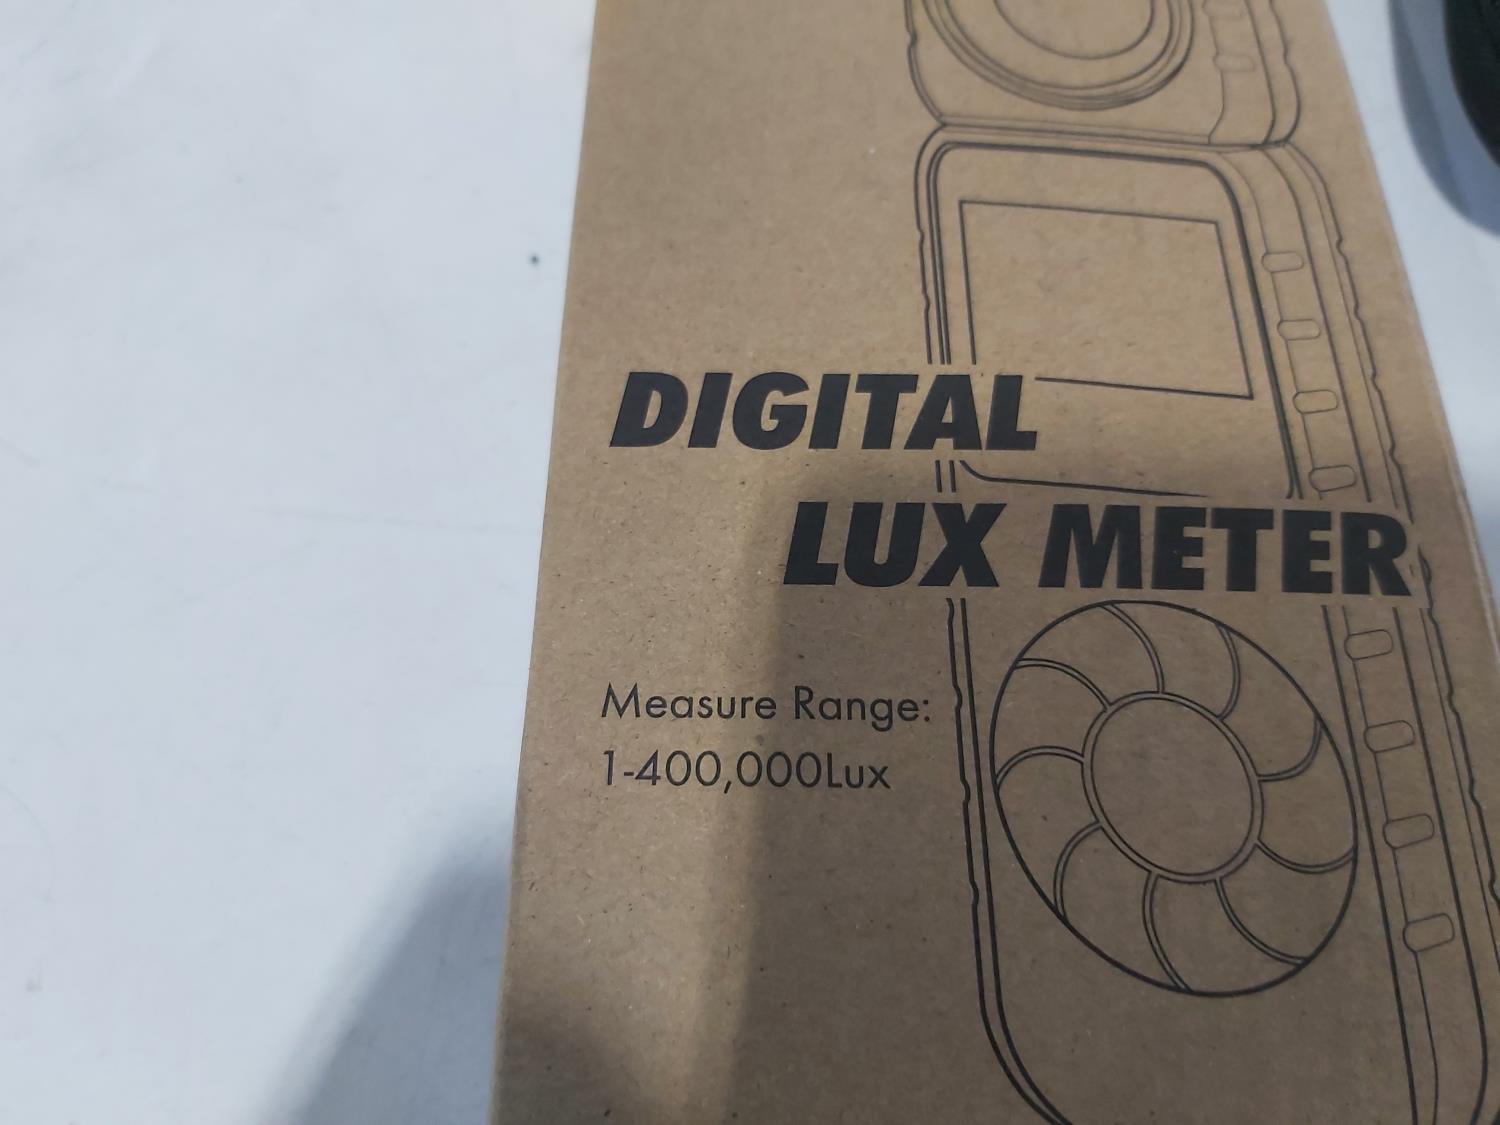 DIGITAL
LUX METER
Measure Range:
1-400,000Lux